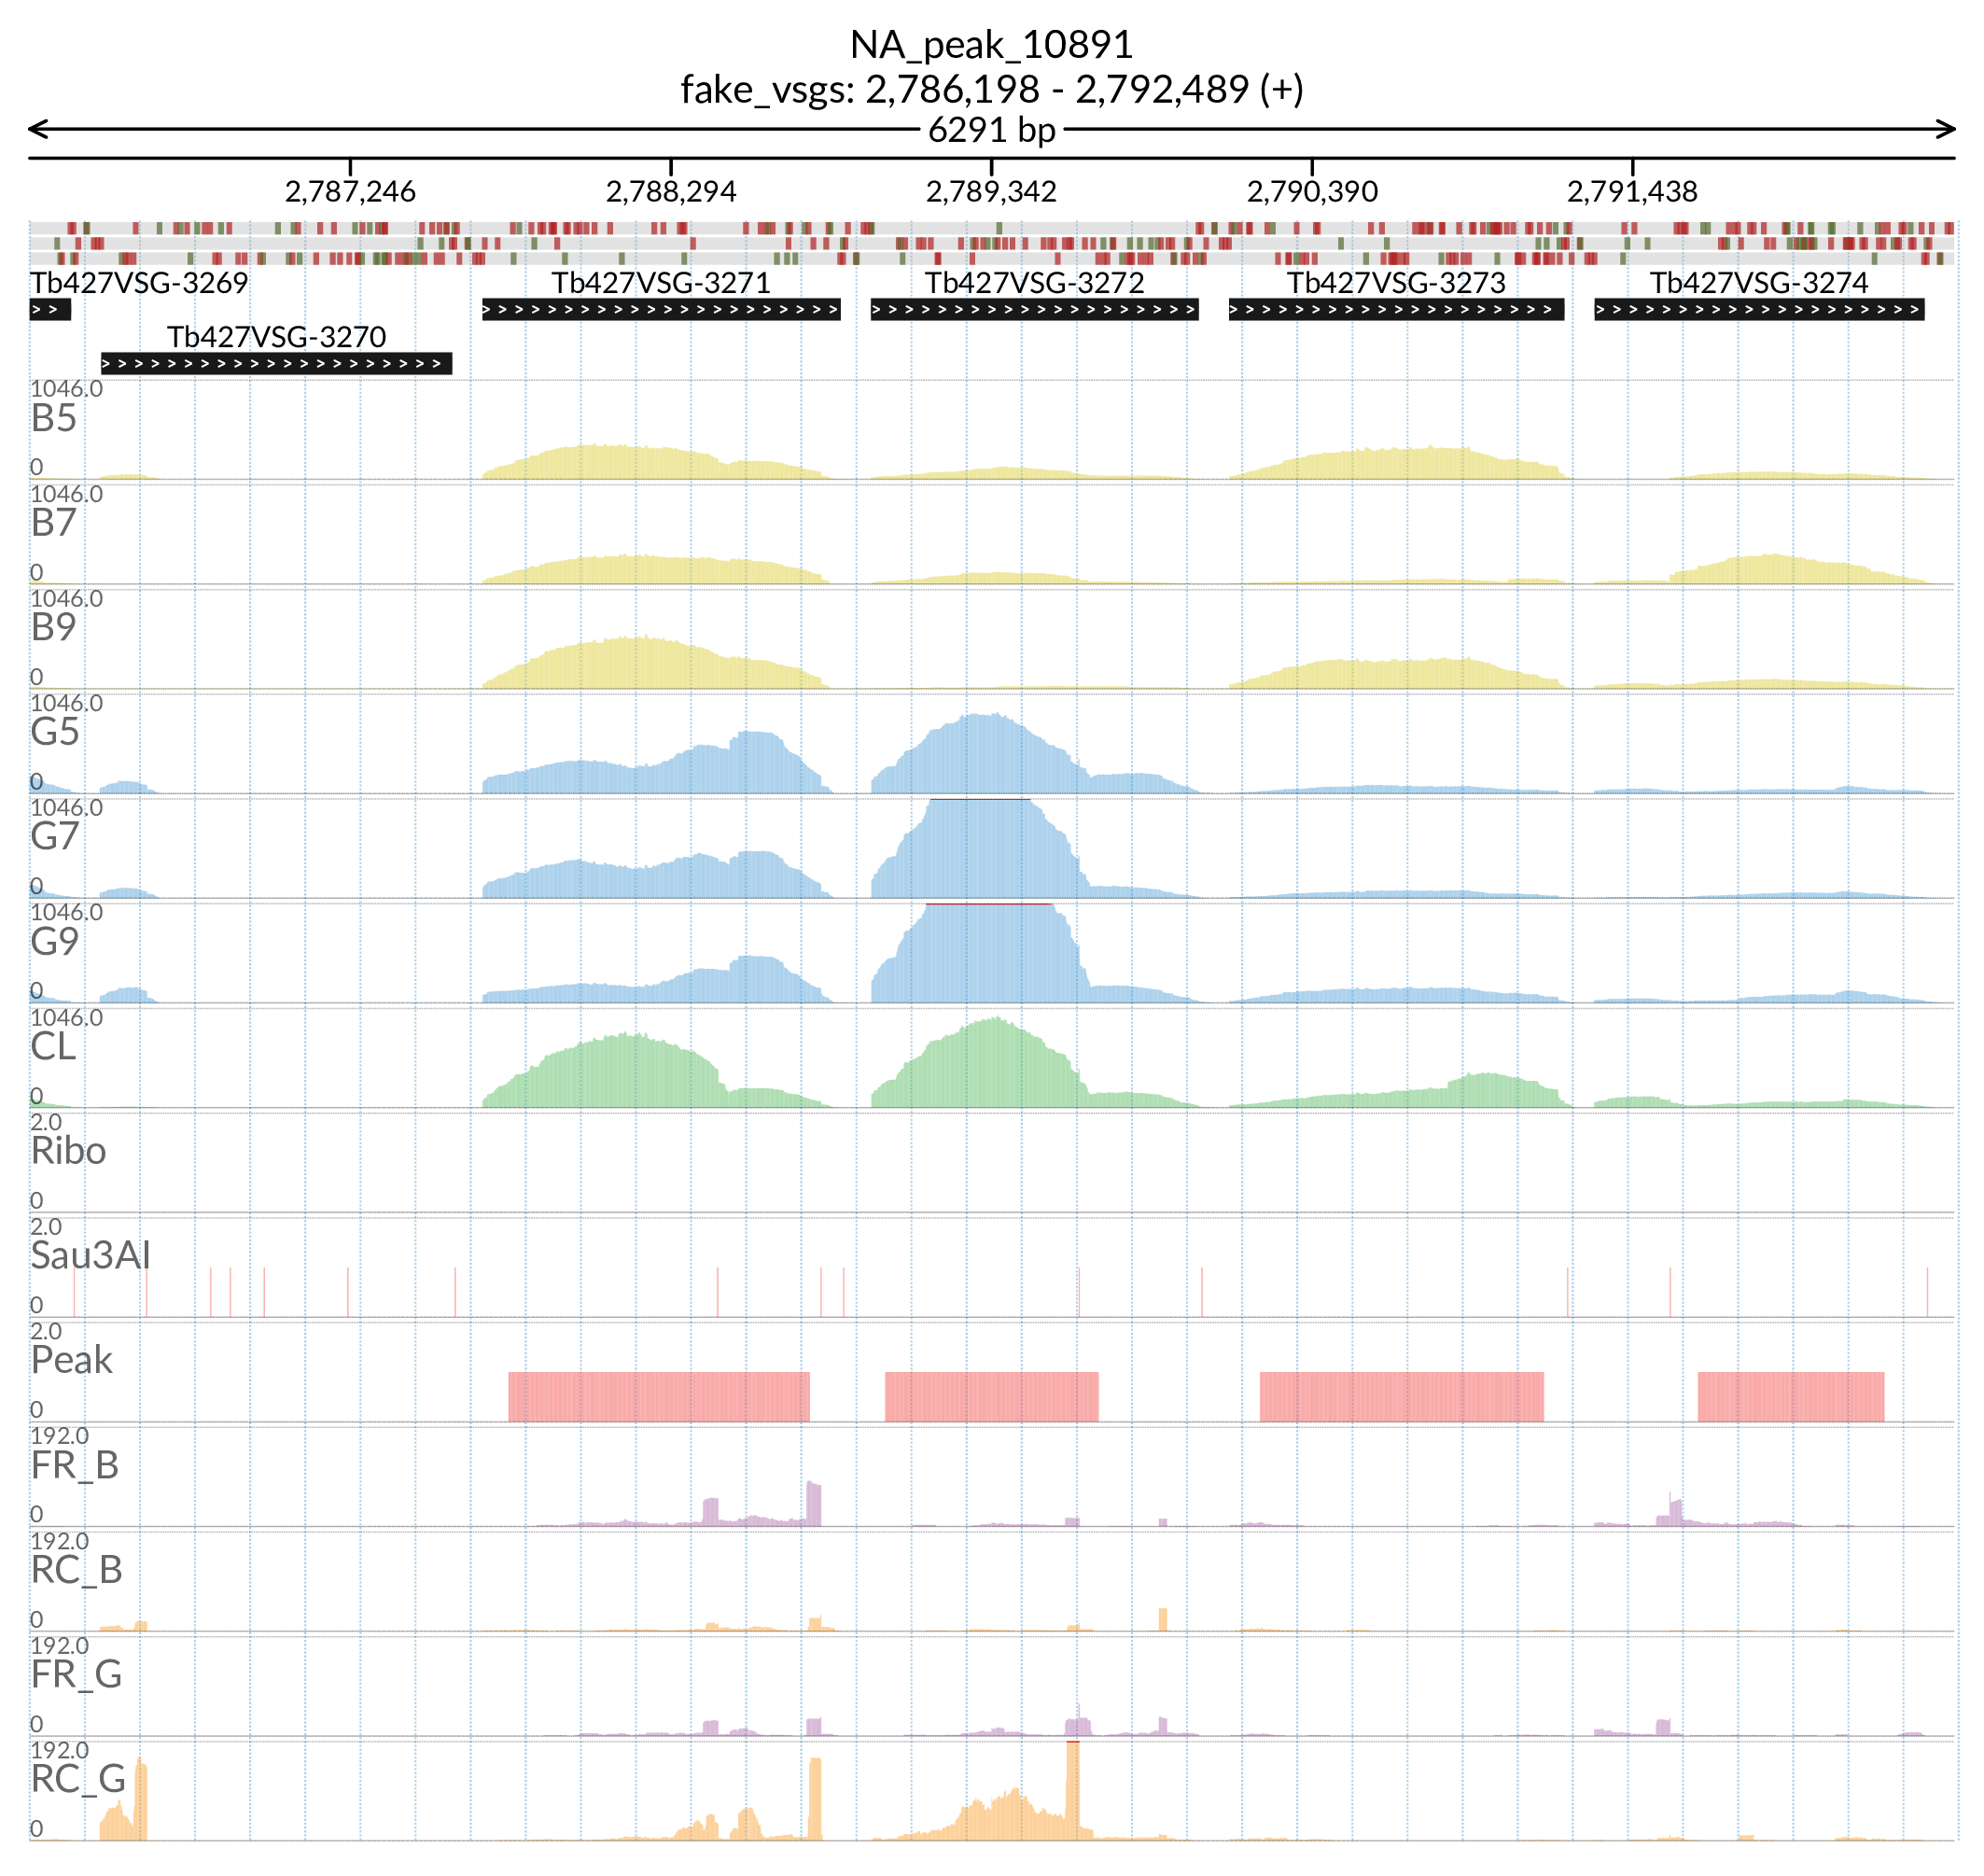 NA_peak_10891
fake_vsgs: 2,786,198 - 2,792,489 (+)
6291 bp
2,787,246 2,788,294 2,789,342 2,790,390 2,791,438
Tb427VSG-3269 Tb427VSG-3271 Tb427VSG-3272 Tb427VSG-3273 Tb427VSG-3274
Tb427VSG-3270
1046.0
B5
0
1046.0
B7
0
1046.0
B9
0
1046.0
G5
0
1046.0
G7
0
1046.0
G9
0
1046.0
CL
0
2.0
Ribo
0
2.0
Sau3AI
0
2.0
Peak
0
192.0
FR_B
0
192.0
RC_B
0
192.0
FR_G
0
192.0
RC_G
0